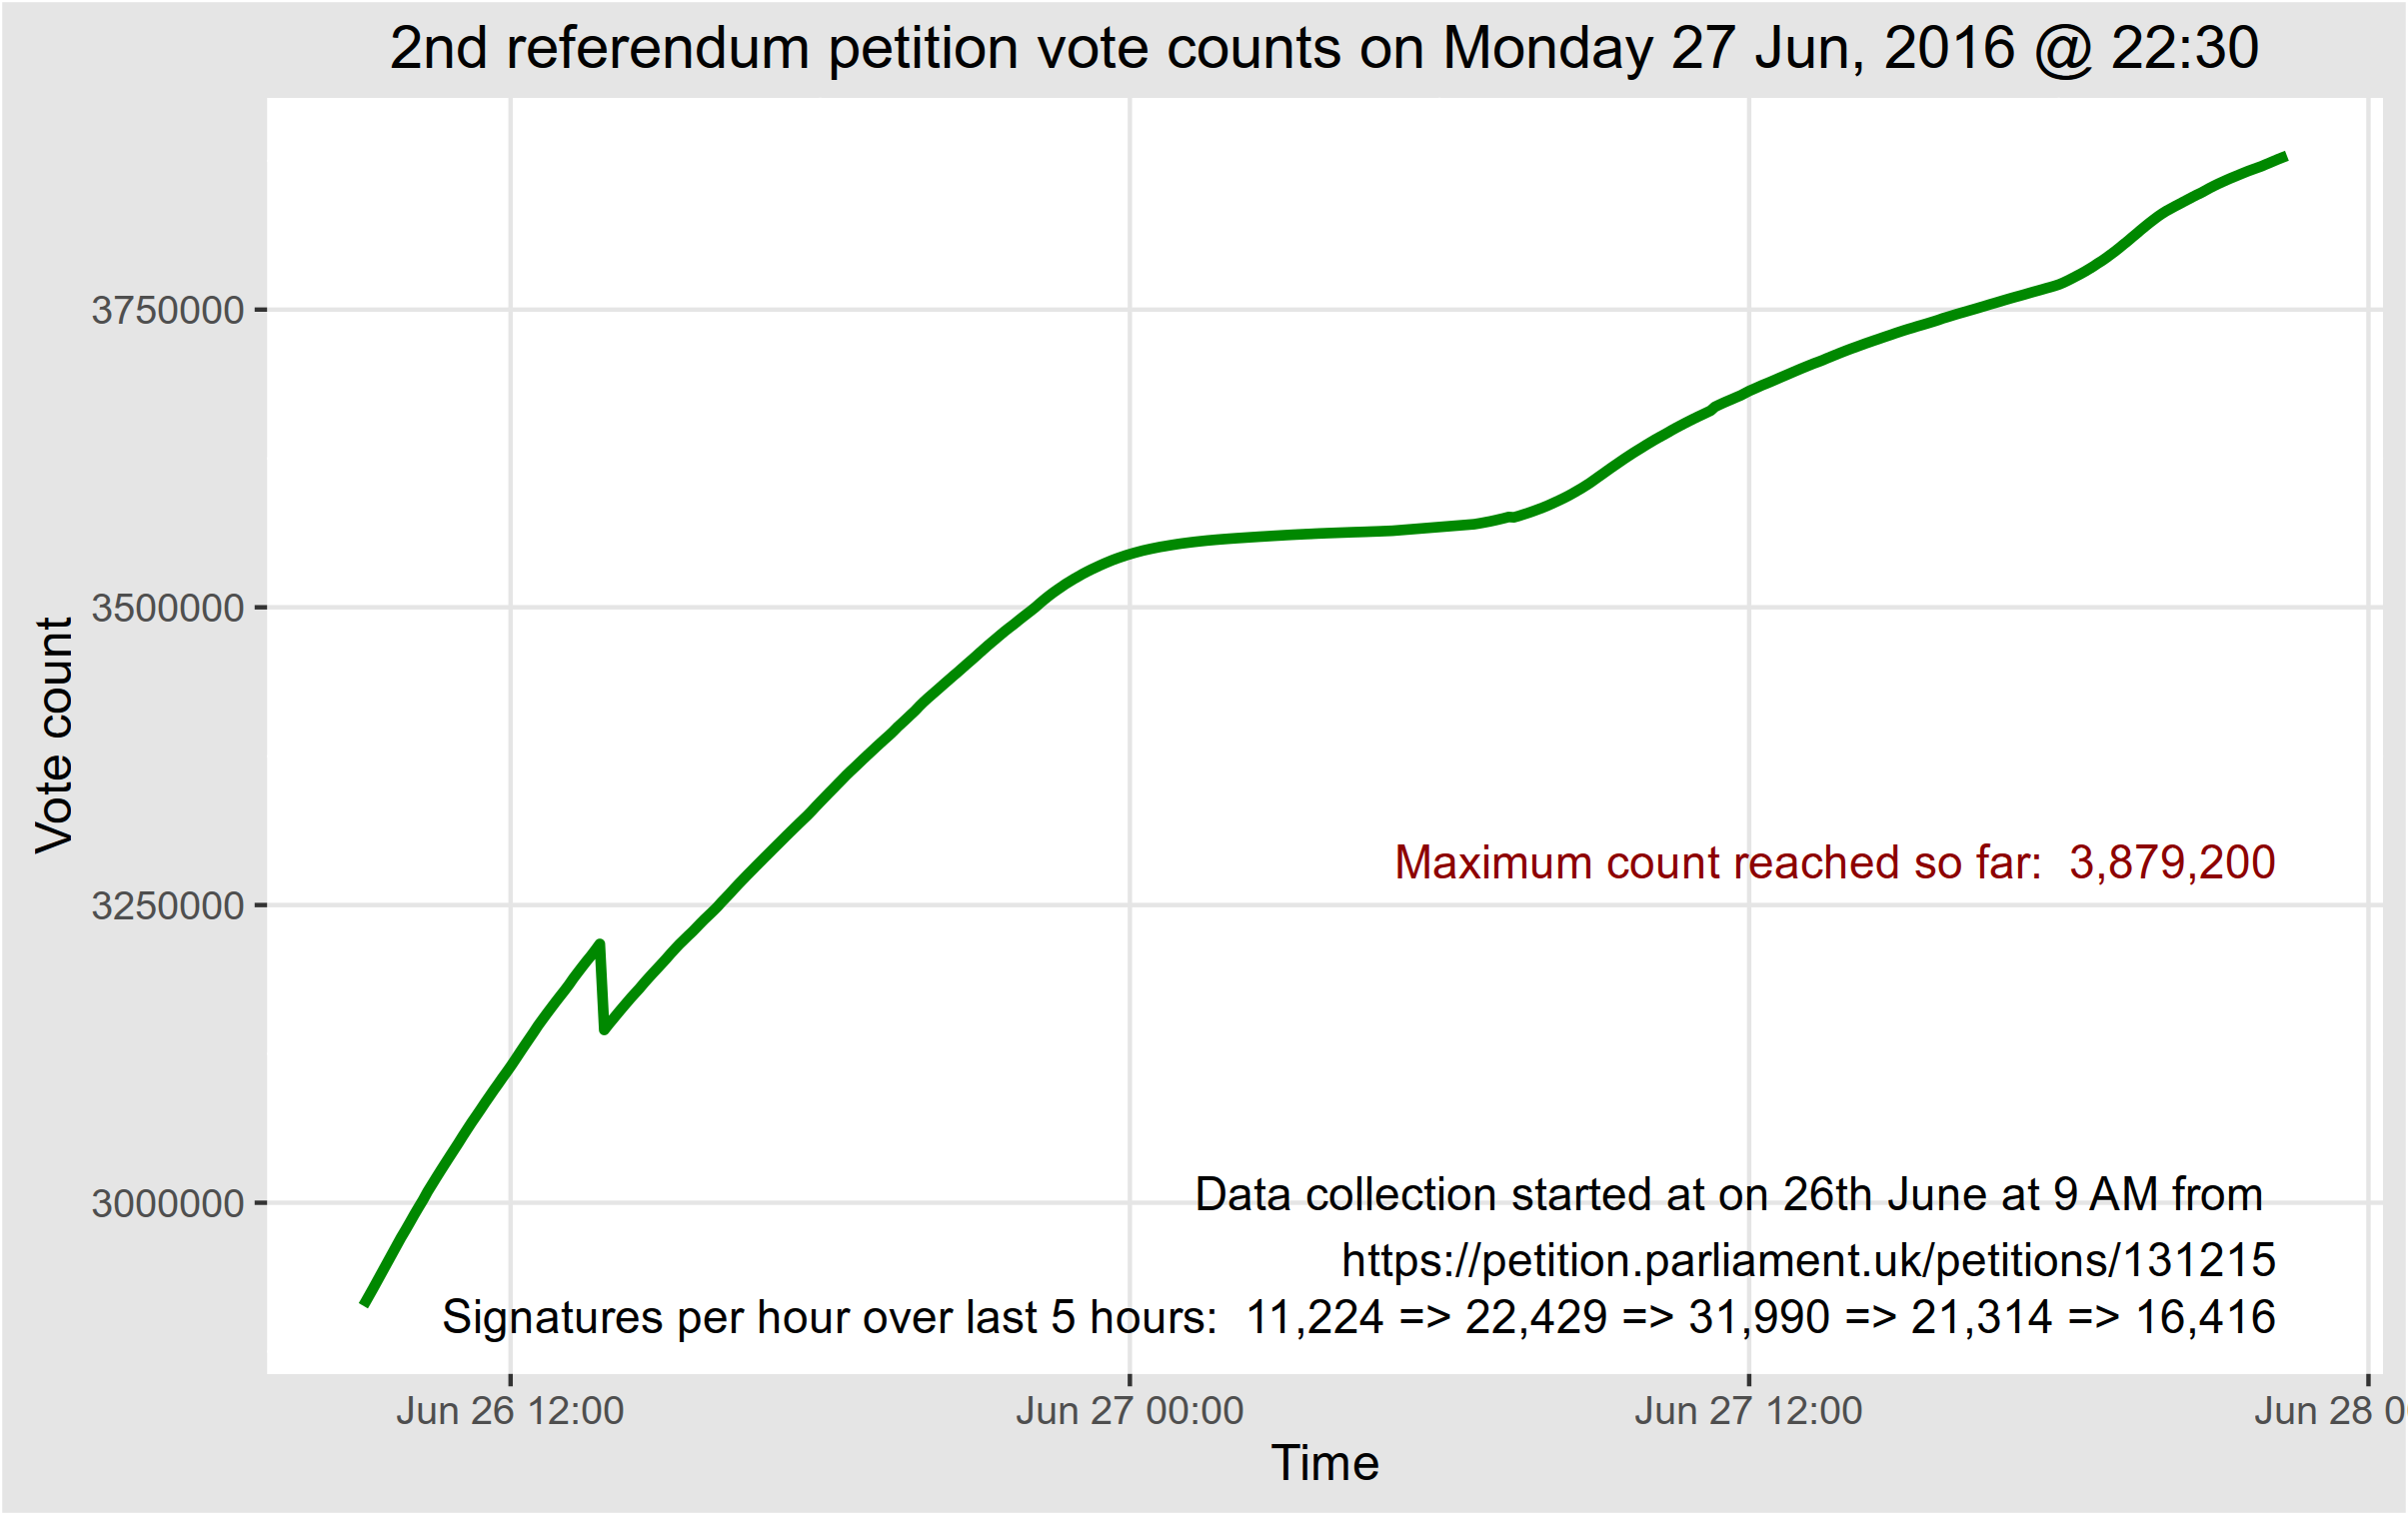 2nd referendum petition vote counts on Monday 27 Jun, 2016 @ 22:30
Vote count
3750000
3500000
3250000
3000000
Maximum count reached so far: 3,879,200
Data collection started at on 26th June at 9 AM from
https://petition.parliament.uk/petitions/131215
Signatures per hour over last 5 hours: 11,224 => 22,429 => 31,990 => 21,314 => 16,416
Jun 26 12:00 Jun 27 00:00 Jun 27 12:00 Jun 28 0
Time